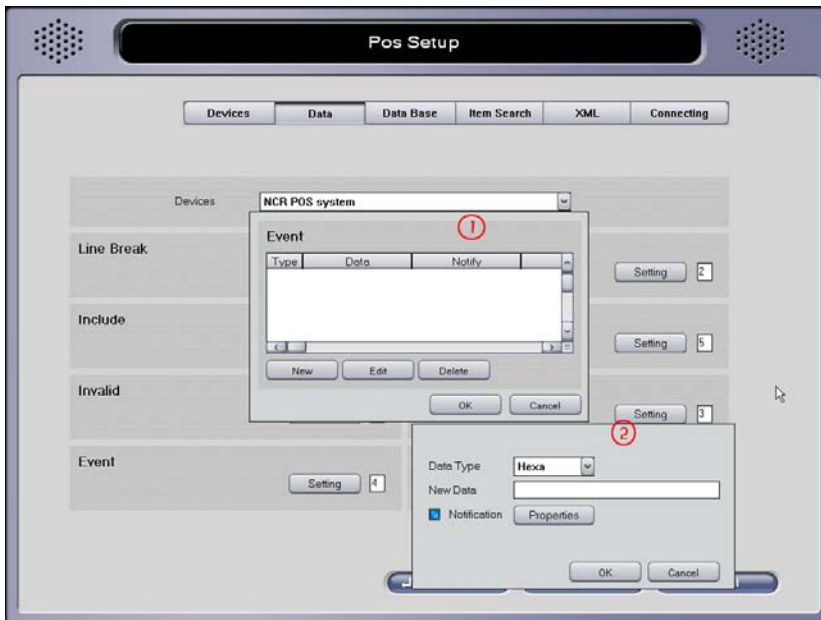 Pos Setup
Devices Data Data Base Item Search XML Connecting
Devices NCR POS system
Event 1
Type Data Notify
Line Break
Setting 2
Include
Setting 5
New Edit Delete
Invalid
OK Cancel
Setting 3
2
Event
Setting 4
Data Type Hexa
New Data
Notification Properties
OK Cancel